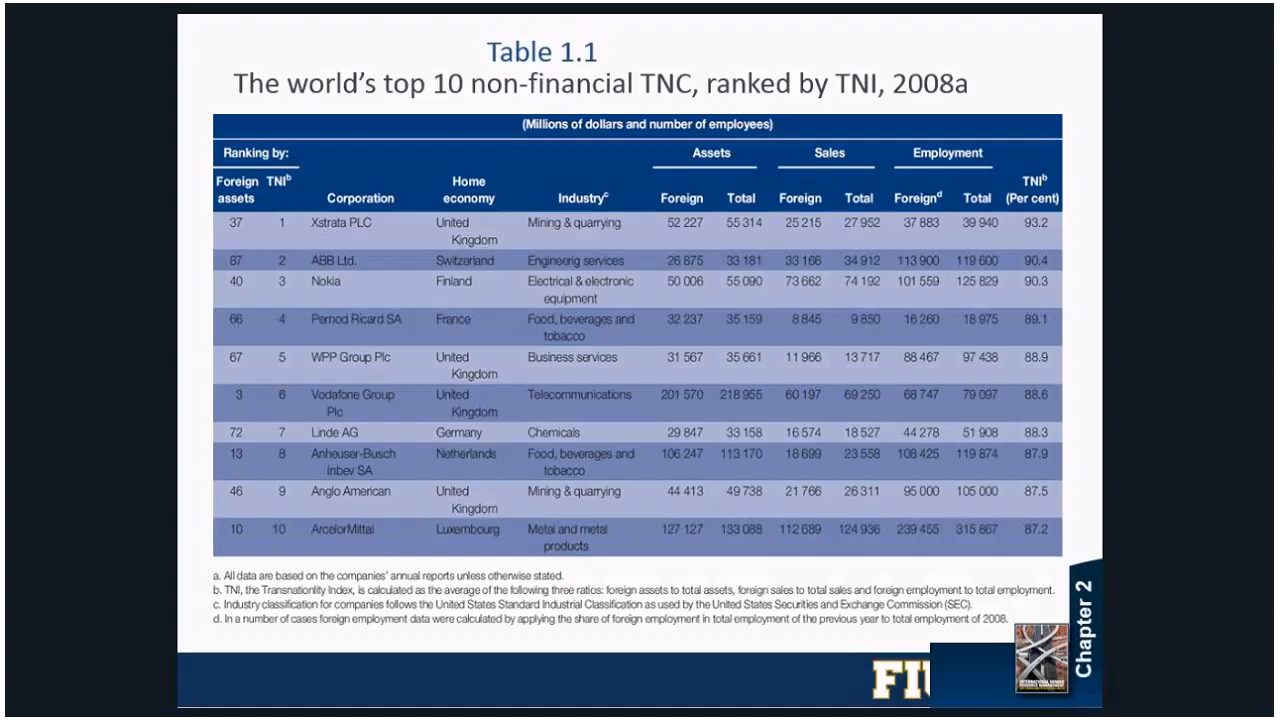 Table 1.1
The world's top 10 non-financial TNC, ranked by TNI, 2008a
(Millions of dollars and number of employees)
Ranking by: Assets Sales Employment
Foreign TNIb Home TNIb
assets Corporation economy Industryc Foreign Total Foreign Total Foreignd Total (Per cent)
37 1 Xstrata PLC United Mining & quarrying 52 227 55 314 25 215 27 952 37 883 39 940 93.2
Kingdom
87 2 ABB Ltd. Switzerland Engineerig services 26 875 33 181 33 166 34 912 113 900 119 600 90.4
40 3 Nokia Finland Electrical & electronic 50 006 55 090 73 662 74 192 101 559 125 829 90.3
equipment
66 4 Pernod Ricard SA France Food, beverages and 32 237 35 159 8 845 9 850 16 260 18 975 89.1
tobacco
67 5 WPP Group Plc United Business services 31 567 35 661 11 966 13 717 88 467 97 438 88.9
Kingdom
3 6 Vodafone Group United Telecommunications 201 570 218 955 60 197 69 250 68 747 79 097 88.6
Plc Kingdom
72 7 Linde AG Germany Chemicals 29 847 33 158 16 574 18 527 44 278 51 908 88.3
13 8 Anheuser-Busch Netherlands Food, beverages and 106 247 113 170 18 699 23 558 108 425 119 874 87.9
Inbev SA tobacco
46 9 Anglo American United Mining & quarrying 44 413 49 738 21 766 26 311 95 000 105 000 87.5
Kingdom
10 10 ArcelorMittal Luxembourg Metal and metal 127 127 133 088 112 689 124 936 239 455 315 867 87.2
products
a. All data are based on the companies' annual reports unless otherwise stated.
b. TNI, the Transnationlity Index, is calculated as the average of the following three ratios: foreign assets to total assets, foreign sales to total sales and foreign employment to total employment.
c. Industry classification for companies follows the United States Standard Industrial Classification as used by the United States Securities and Exchange Commission (SEC).
d. In a number of cases foreign employment data were calculated by applying the share of foreign employment in total employment of the previous year to total employment of 2008.
Chapter 2